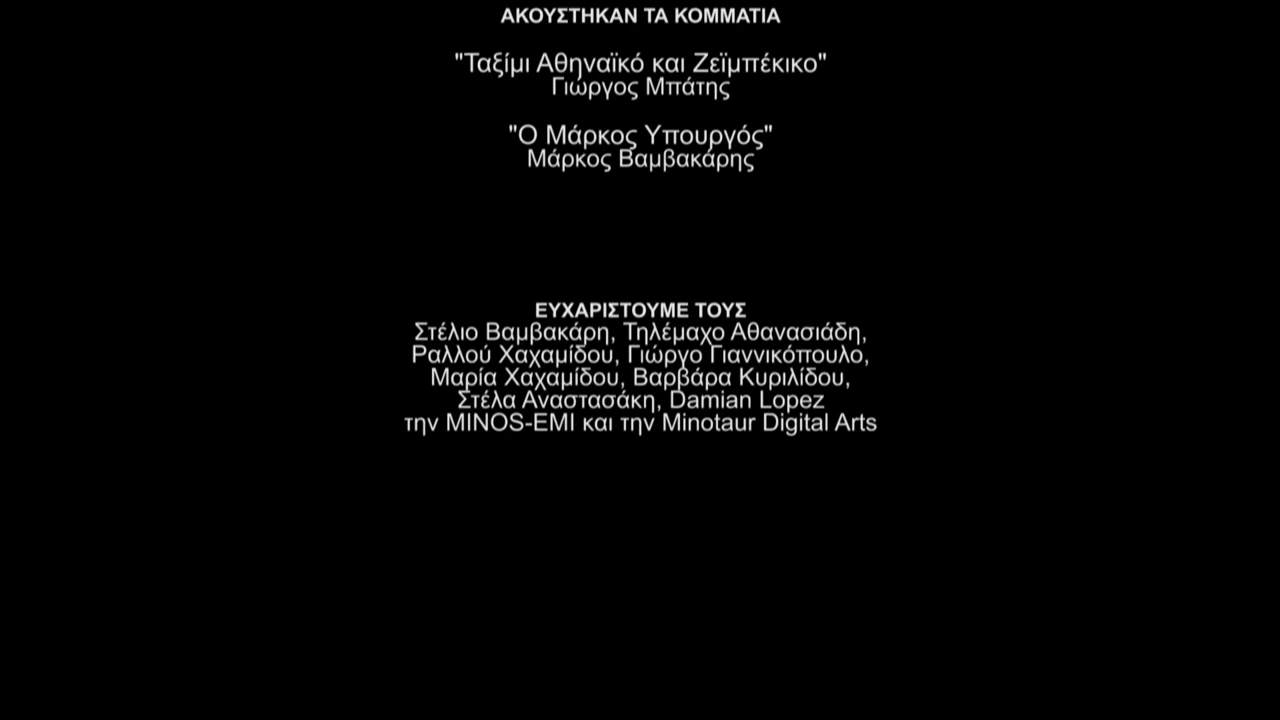 ΑΚΟΥΣΤΗΚΑΝ ΤΑ ΚΟΜΜΑΤΙΑ
"Ταξίμι Αθηναϊκό και Ζεϊμπέκικο"
Γιώργος Μπάτης
"Ο Μάρκος Υπουργός"
Μάρκος Βαμβακάρης
ΕΥΧΑΡΙΣΤΟΥΜΕ ΤΟΥΣ
Στέλιο Βαμβακάρη, Τηλέμαχο Αθανασιάδη,
Ραλλού Χαχαμίδου, Γιώργο Γιαννικόπουλο,
Μαρία Χαχαμίδου, Βαρβάρα Κυριλίδου,
Στέλα Αναστασάκη, Damian Lopez
την MINOS-EMI και την Minotaur Digital Arts